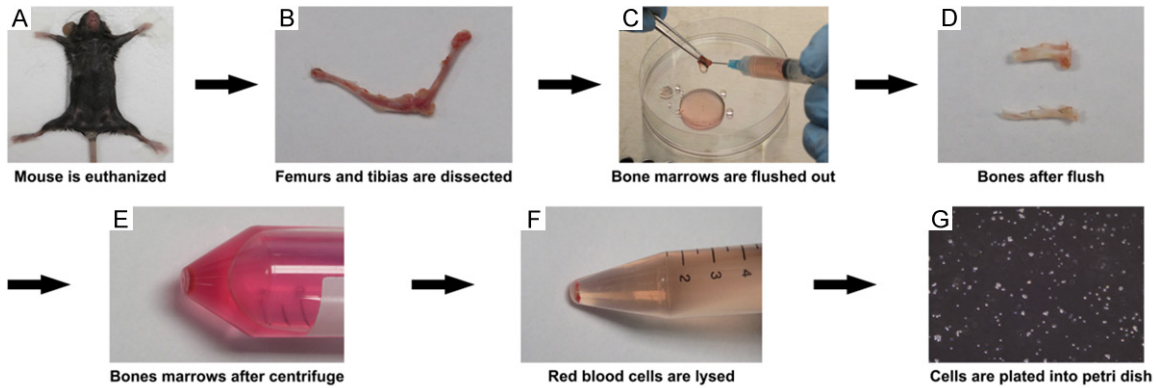 A
Mouse is euthanized
B
Femurs and tibias are dissected
C
Bone marrows are flushed out
D
Bones after flush
E
Bones marrows after centrifuge
F
2 3 4
Red blood cells are lysed
G
Cells are plated into petri dish